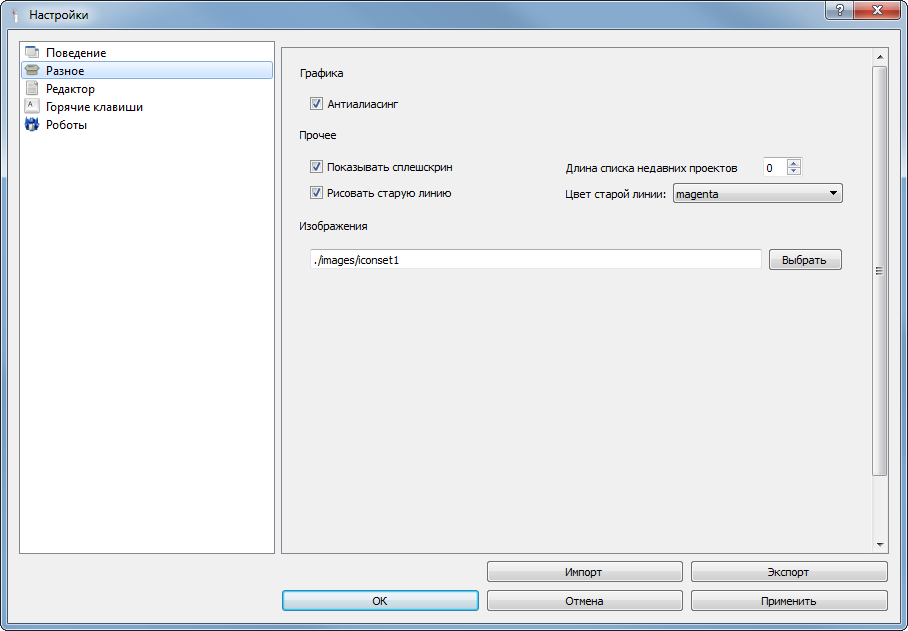 Настройки
?
Поведение
Разное
Редактор
A Горячие клавиши
Роботы
Графика
Антиалиасинг
Прочее
Показывать сплешскрин
Длина списка недавних проектов 0
Рисовать старую линию
Цвет старой линии: magenta
Изображения
./images/iconset1 Выбрать
Импорт Экспорт
OK Отмена Применить